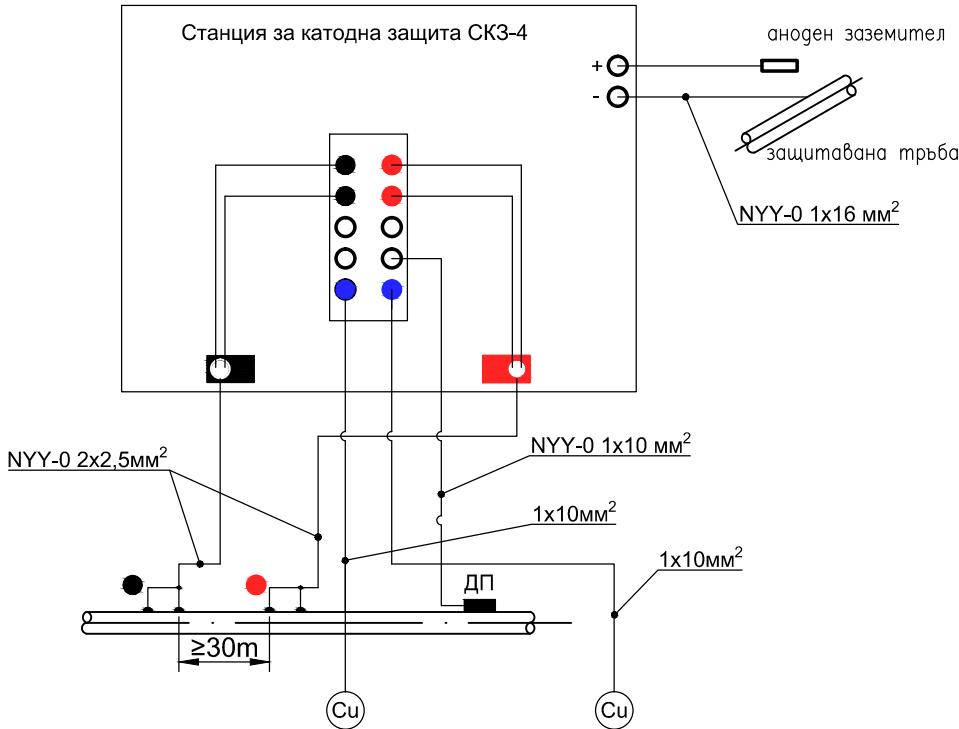 Станция за катодна защита СКЗ-4
аноден заземител
+
-
защитавана тръба
NYY-0 1x16 мм²
NYY-0 2x2,5мм²
NYY-0 1x10 мм²
1x10мм²
1x10мм²
ДП
≥30m
Cu
Cu